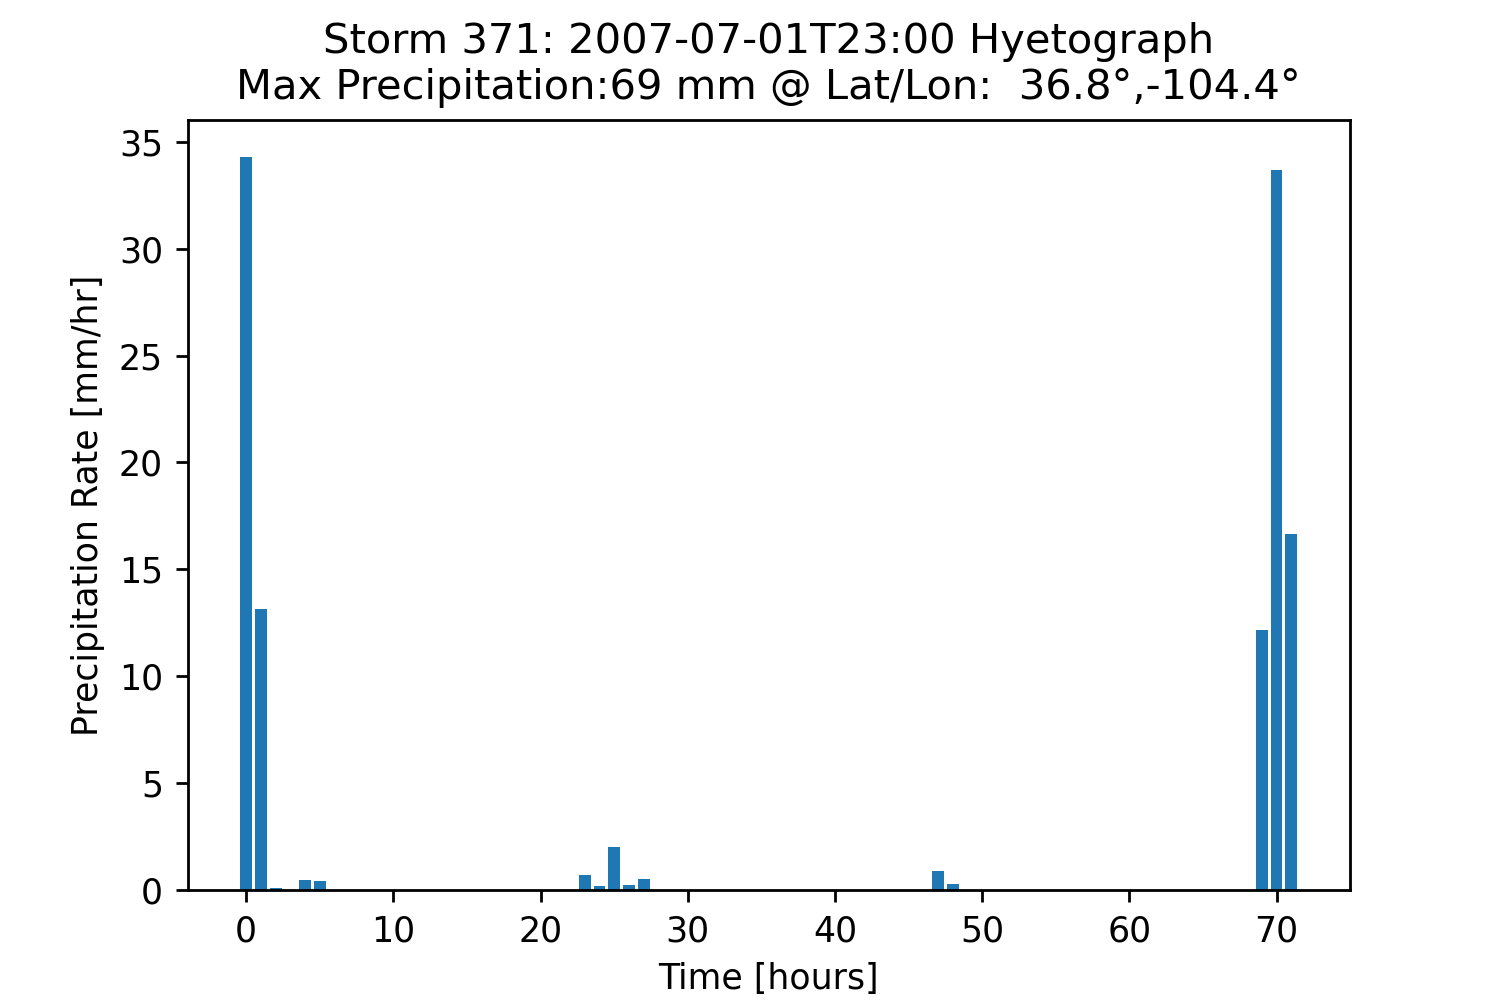 Storm 371: 2007-07-01T23:00 Hyetograph
Max Precipitation:69 mm @ Lat/Lon:  36.8°,-104.4°
Precipitation Rate [mm/hr]
35
30
25
20
15
10
5
0
0 10 20 30 40 50 60 70
Time [hours]